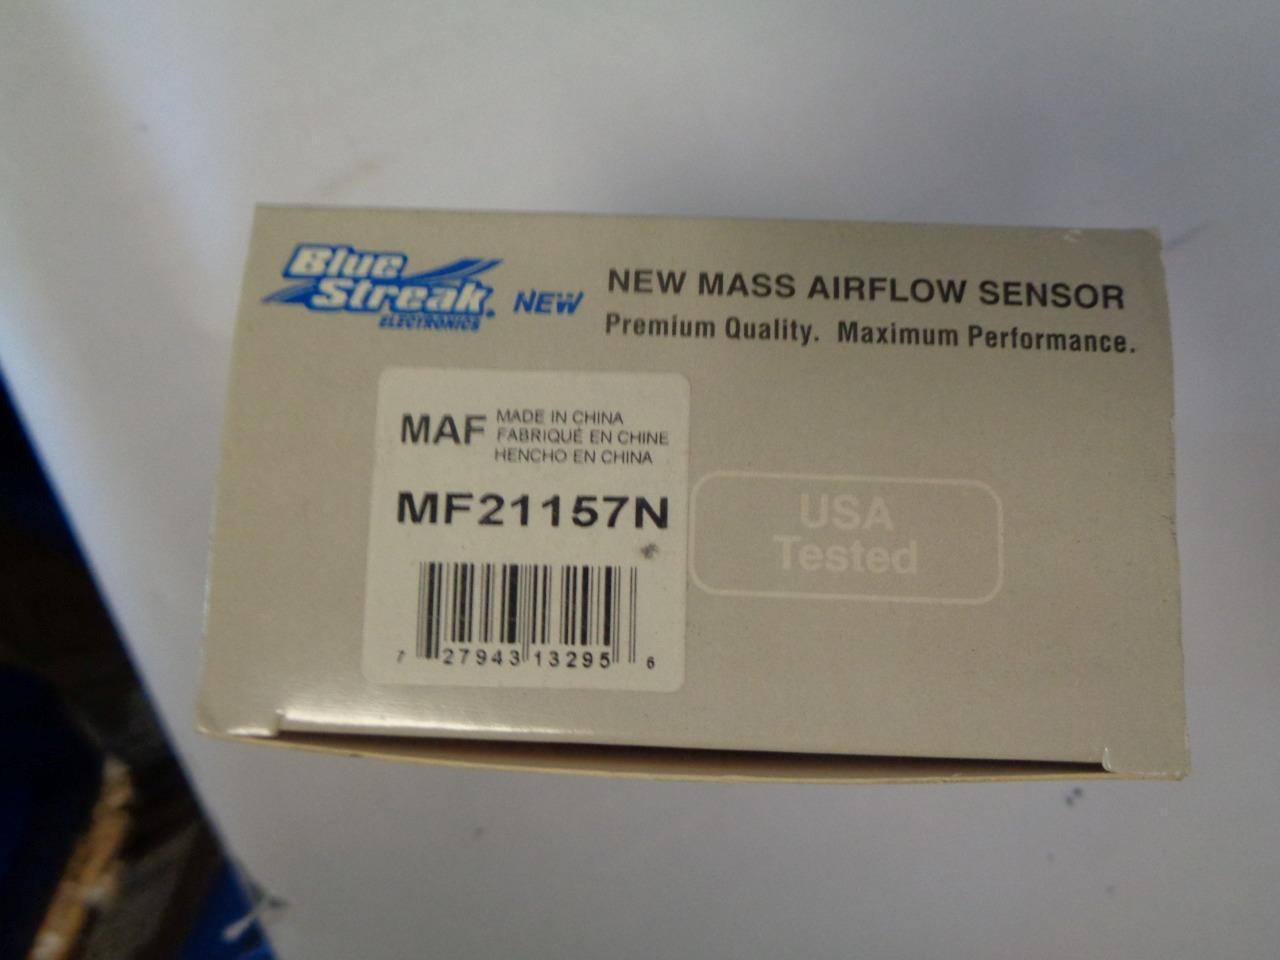 Blue
Streak.
ELECTRONICS
NEW
NEW MASS AIRFLOW SENSOR
Premium Quality. Maximum Performance.
MAF
MADE IN CHINA
FABRIQUÉ EN CHINE
HENCHO EN CHINA
MF21157N
USA
Tested
7 27943 13295 6